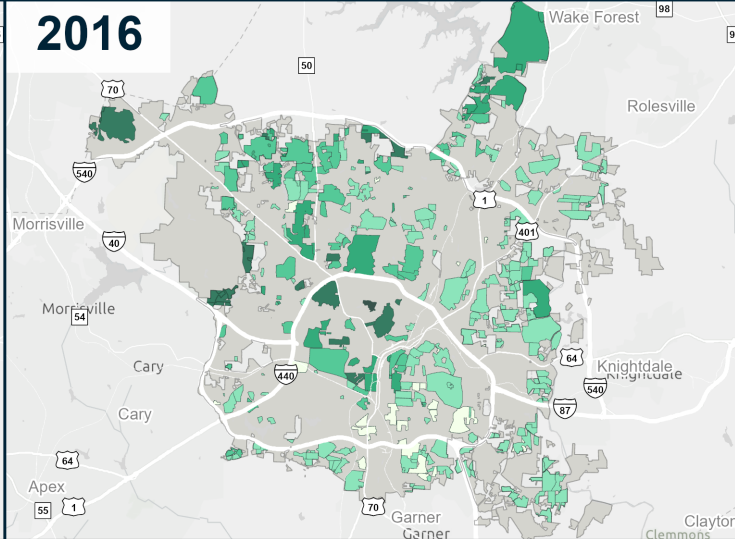 2016
98
Wake Forest
9
50
70
Rolesville
540
1
Morrisville
40
401
Morrisville
54
64
Cary
Knightdale
Knightdale
440
540
87
Cary
64
Apex
55
1
70
Garner
Garner
Clayton
Clemmons